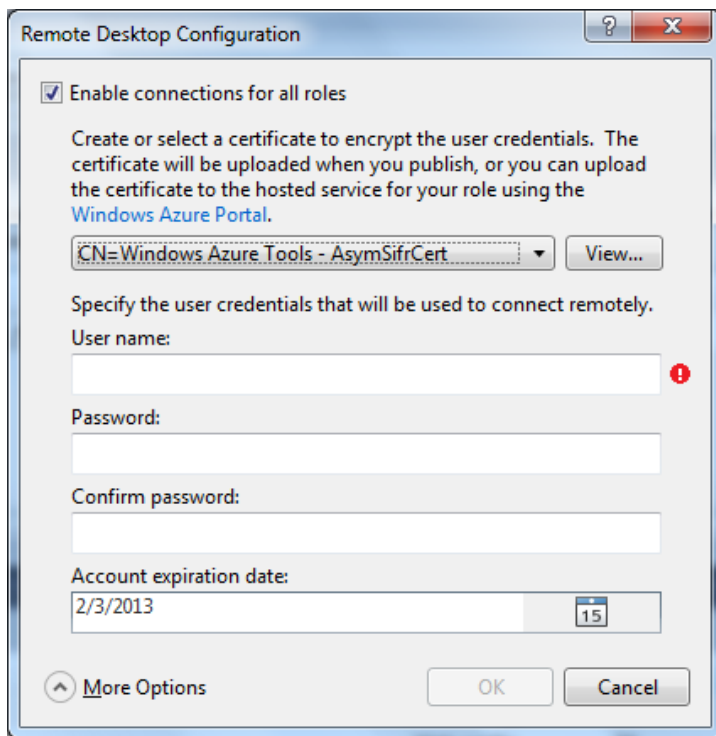 Remote Desktop Configuration
?
Enable connections for all roles
Create or select a certificate to encrypt the user credentials. The
certificate will be uploaded when you publish, or you can upload
the certificate to the hosted service for your role using the
Windows Azure Portal.
CN=Windows Azure Tools - AsymSifrCert
View...
Specify the user credentials that will be used to connect remotely.
User name:
Password:
Confirm password:
Account expiration date:
2/3/2013
15
More Options
OK
Cancel